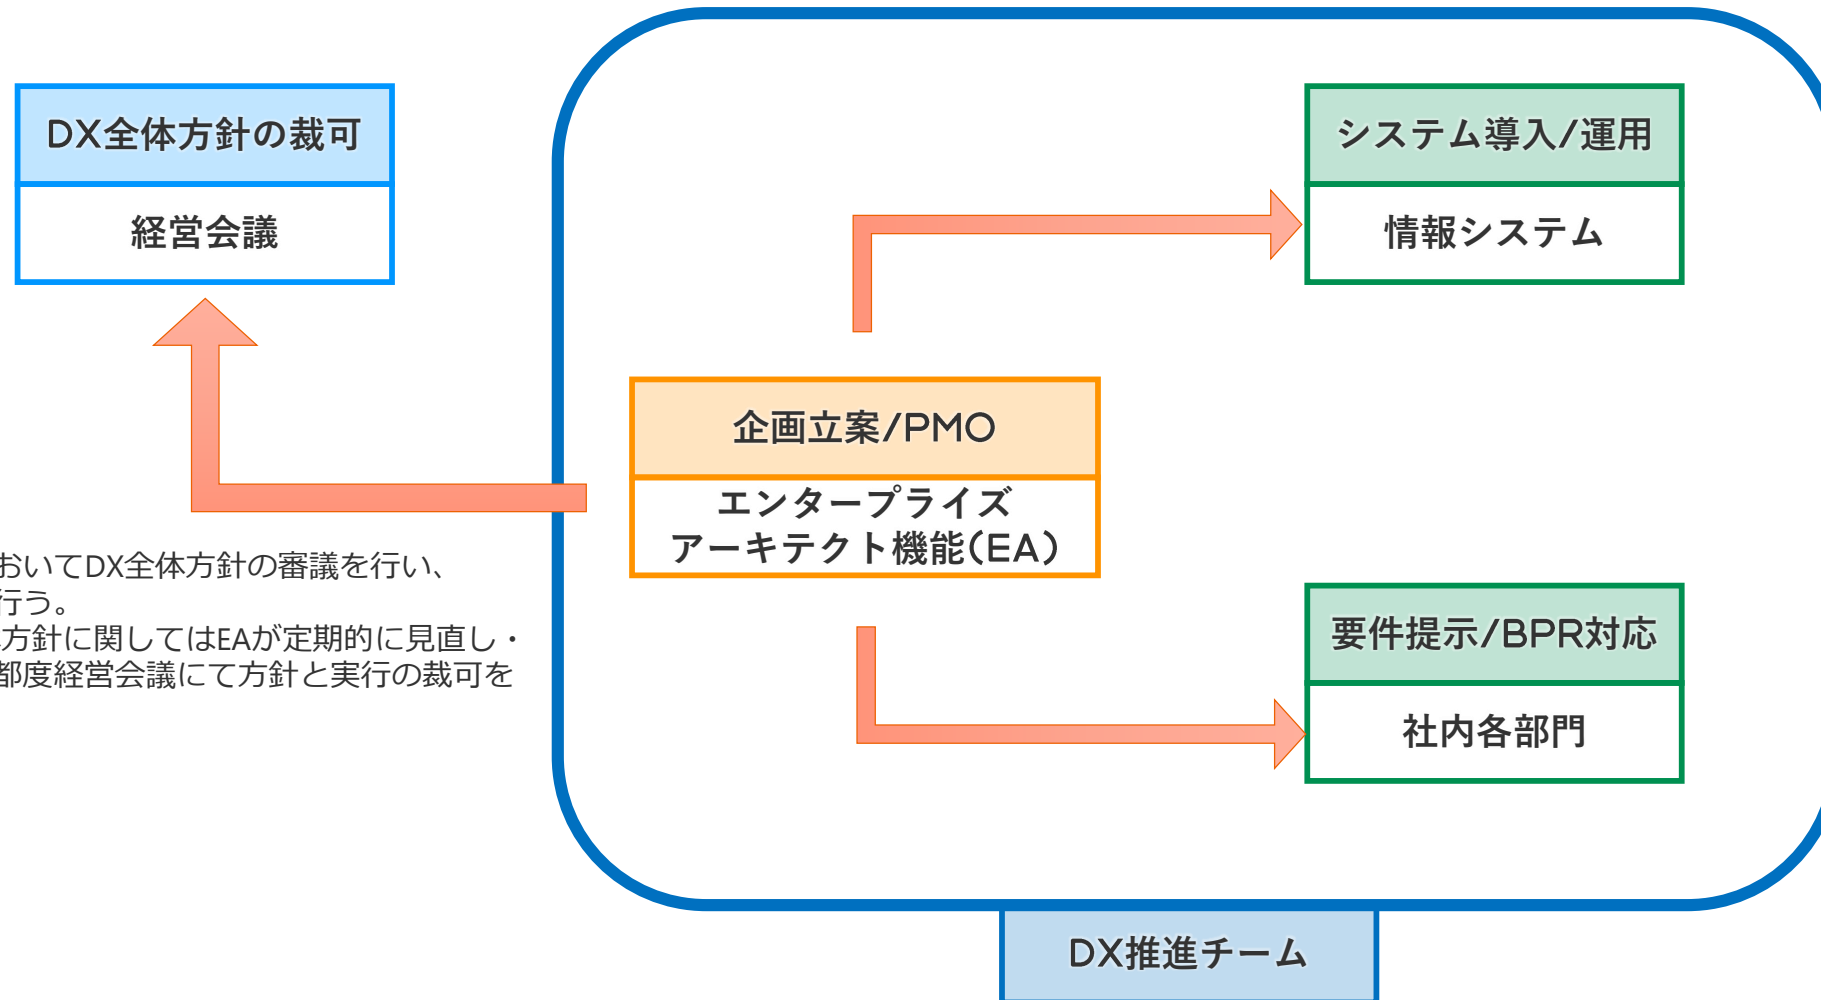 DX全体方針の裁可
経営会議
システム導入/運用
情報システム
企画立案/PMO
エンタープライズ
アーキテクト機能(EA)
おいてDX全体方針の審議を行い、
行う。
方針に関してはEAが定期的に見直し・
都度経営会議にて方針と実行の裁可を
要件提示/BPR対応
社内各部門
DX推進チーム